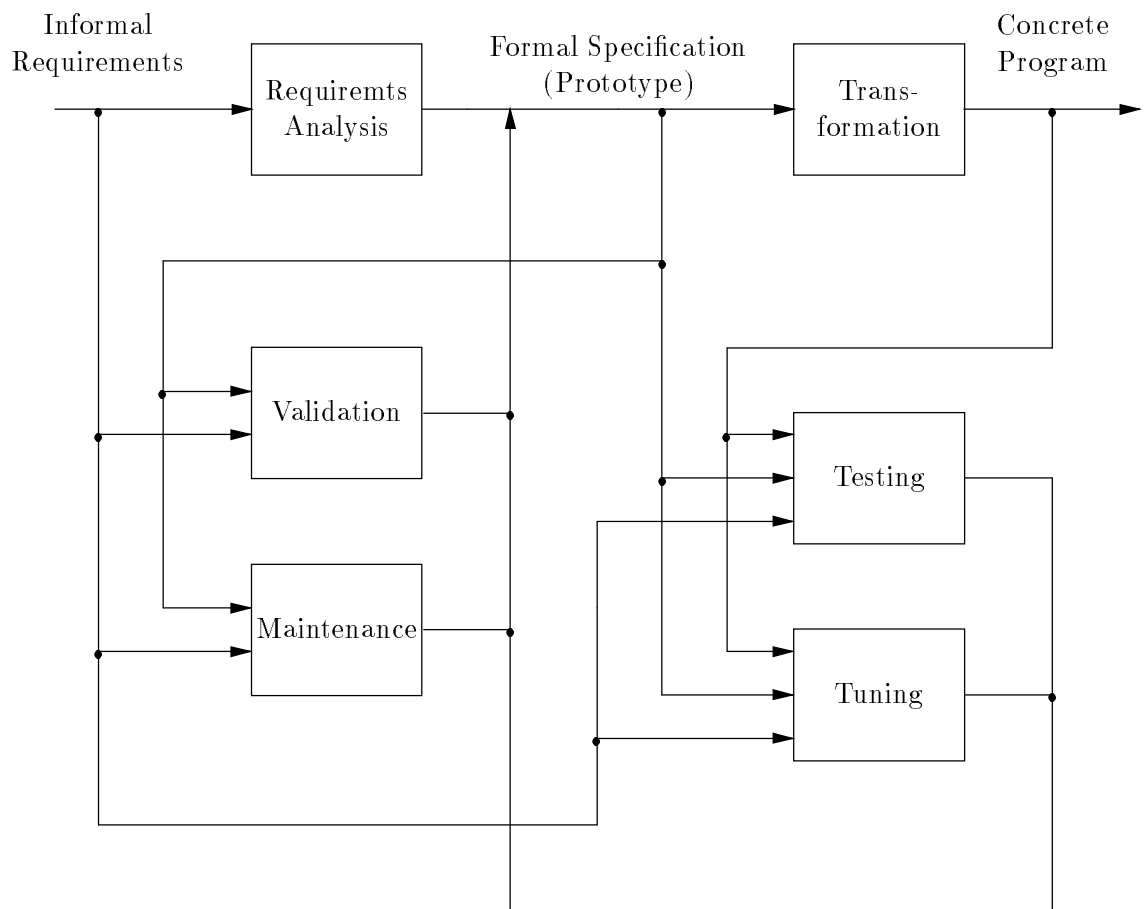 Informal
Requirements
Requiremts
Analysis
Formal Specification
(Prototype)
Trans-
formation
Concrete
Program
Validation
Testing
Maintenance
Tuning